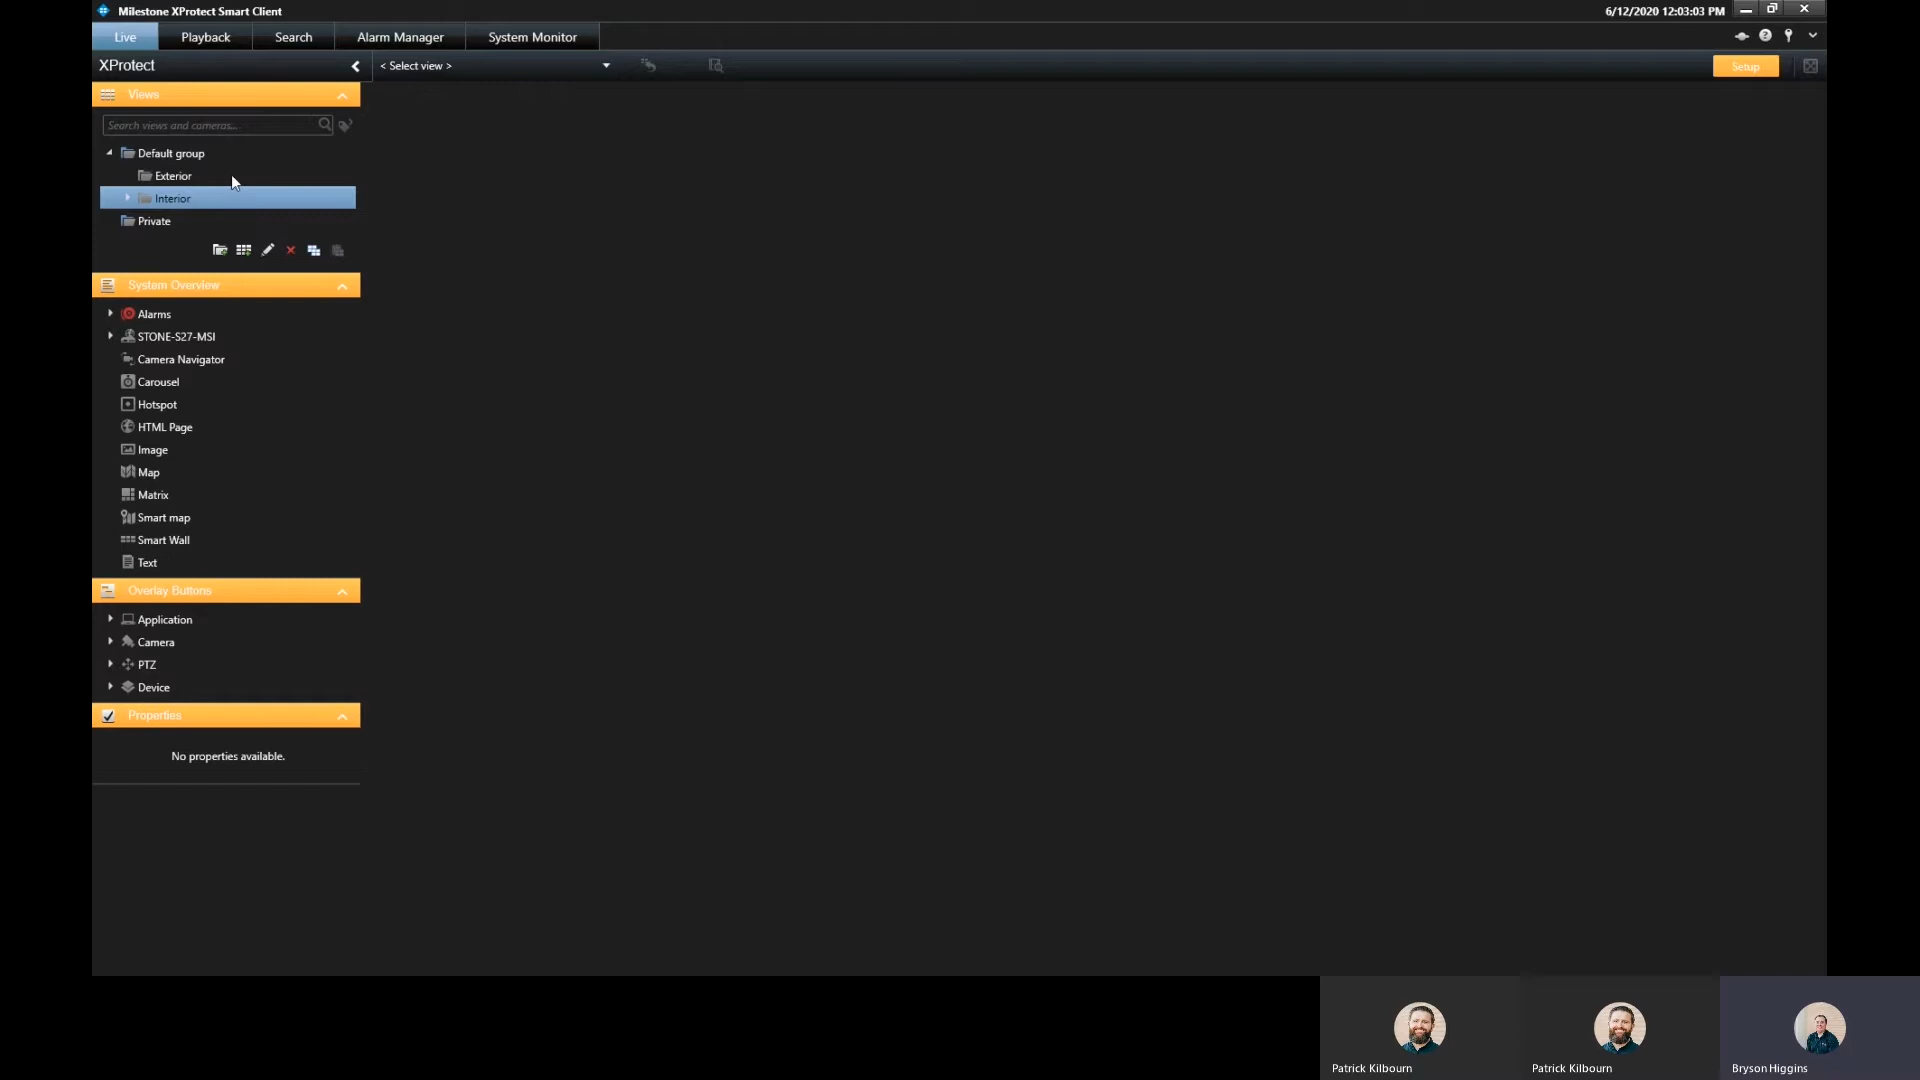 Milestone XProtect Smart Client
6/12/2020 12:03:03 PM
Live
Playback
Search
Alarm Manager
System Monitor
XProtect
< Select view >
Setup
Views
Search views and cameras...
Default group
Exterior
Interior
Private
System Overview
Alarms
STONE-S27-MSI
Camera Navigator
Carousel
Hotspot
HTML Page
Image
Map
Matrix
Smart map
Smart Wall
Text
Overlay Buttons
Application
Camera
PTZ
Device
Properties
No properties available.
Patrick Kilbourn
Patrick Kilbourn
Bryson Higgins